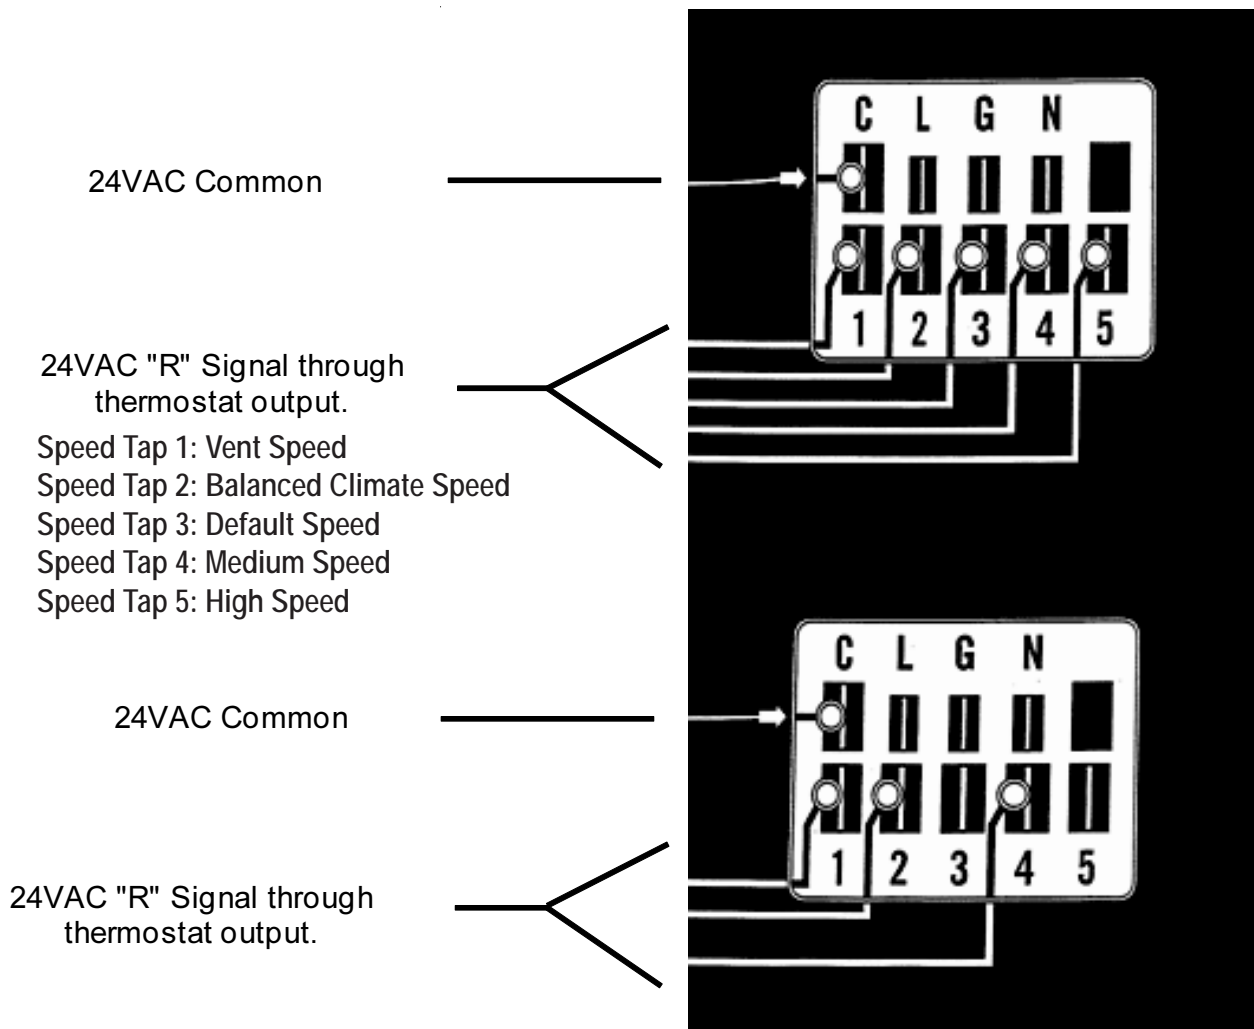 C L G N
24VAC Common
1 2 3 4 5
24VAC "R" Signal through
thermostat output.
Speed Tap 1: Vent Speed
Speed Tap 2: Balanced Climate Speed
Speed Tap 3: Default Speed
Speed Tap 4: Medium Speed
Speed Tap 5: High Speed
C L G N
24VAC Common
1 2 3 4 5
24VAC "R" Signal through
thermostat output.